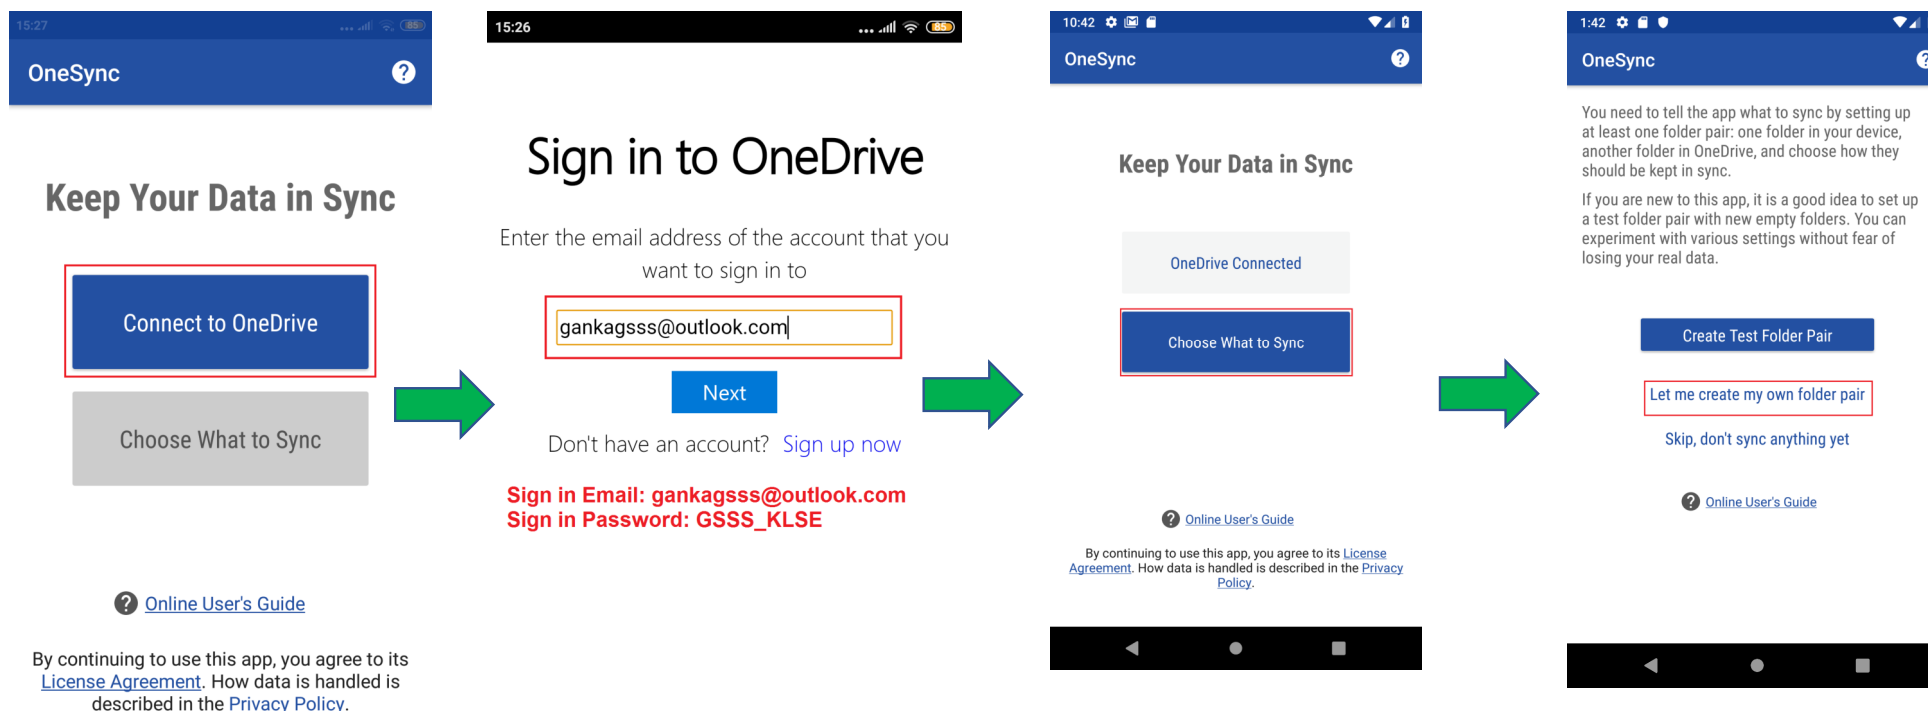 15:27
85
OneSync
?
Keep Your Data in Sync
Connect to OneDrive
Choose What to Sync
? Online User's Guide
By continuing to use this app, you agree to its
License Agreement. How data is handled is
described in the Privacy Policy.
15:26
85
Sign in to OneDrive
Enter the email address of the account that you
want to sign in to
gankagsss@outlook.com
Next
Don't have an account? Sign up now
Sign in Email: gankagsss@outlook.com
Sign in Password: GSSS_KLSE
10:42
OneSync
?
Keep Your Data in Sync
OneDrive Connected
Choose What to Sync
? Online User's Guide
By continuing to use this app, you agree to its License
Agreement. How data is handled is described in the Privacy
Policy.
1:42
OneSync
?
You need to tell the app what to sync by setting up
at least one folder pair: one folder in your device,
another folder in OneDrive, and choose how they
should be kept in sync.
If you are new to this app, it is a good idea to set up
a test folder pair with new empty folders. You can
experiment with various settings without fear of
losing your real data.
Create Test Folder Pair
Let me create my own folder pair
Skip, don't sync anything yet
? Online User's Guide